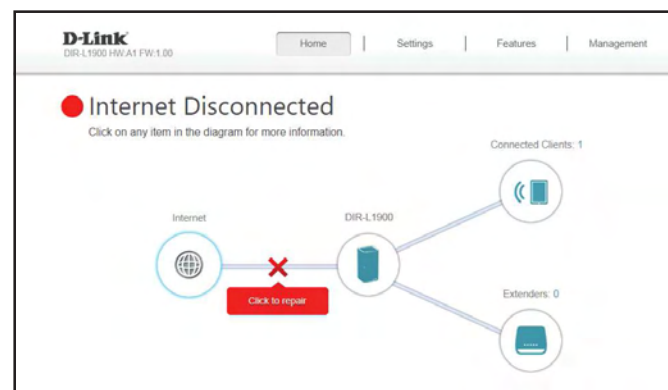 D-Link
DIR-L1900 HW:A1 FW:1.00
Home
Settings
Features
Management
Internet Disconnected
Click on any item in the diagram for more information.
Connected Clients: 1
Internet
DIR-L1900
Click to repair
Extenders: 0